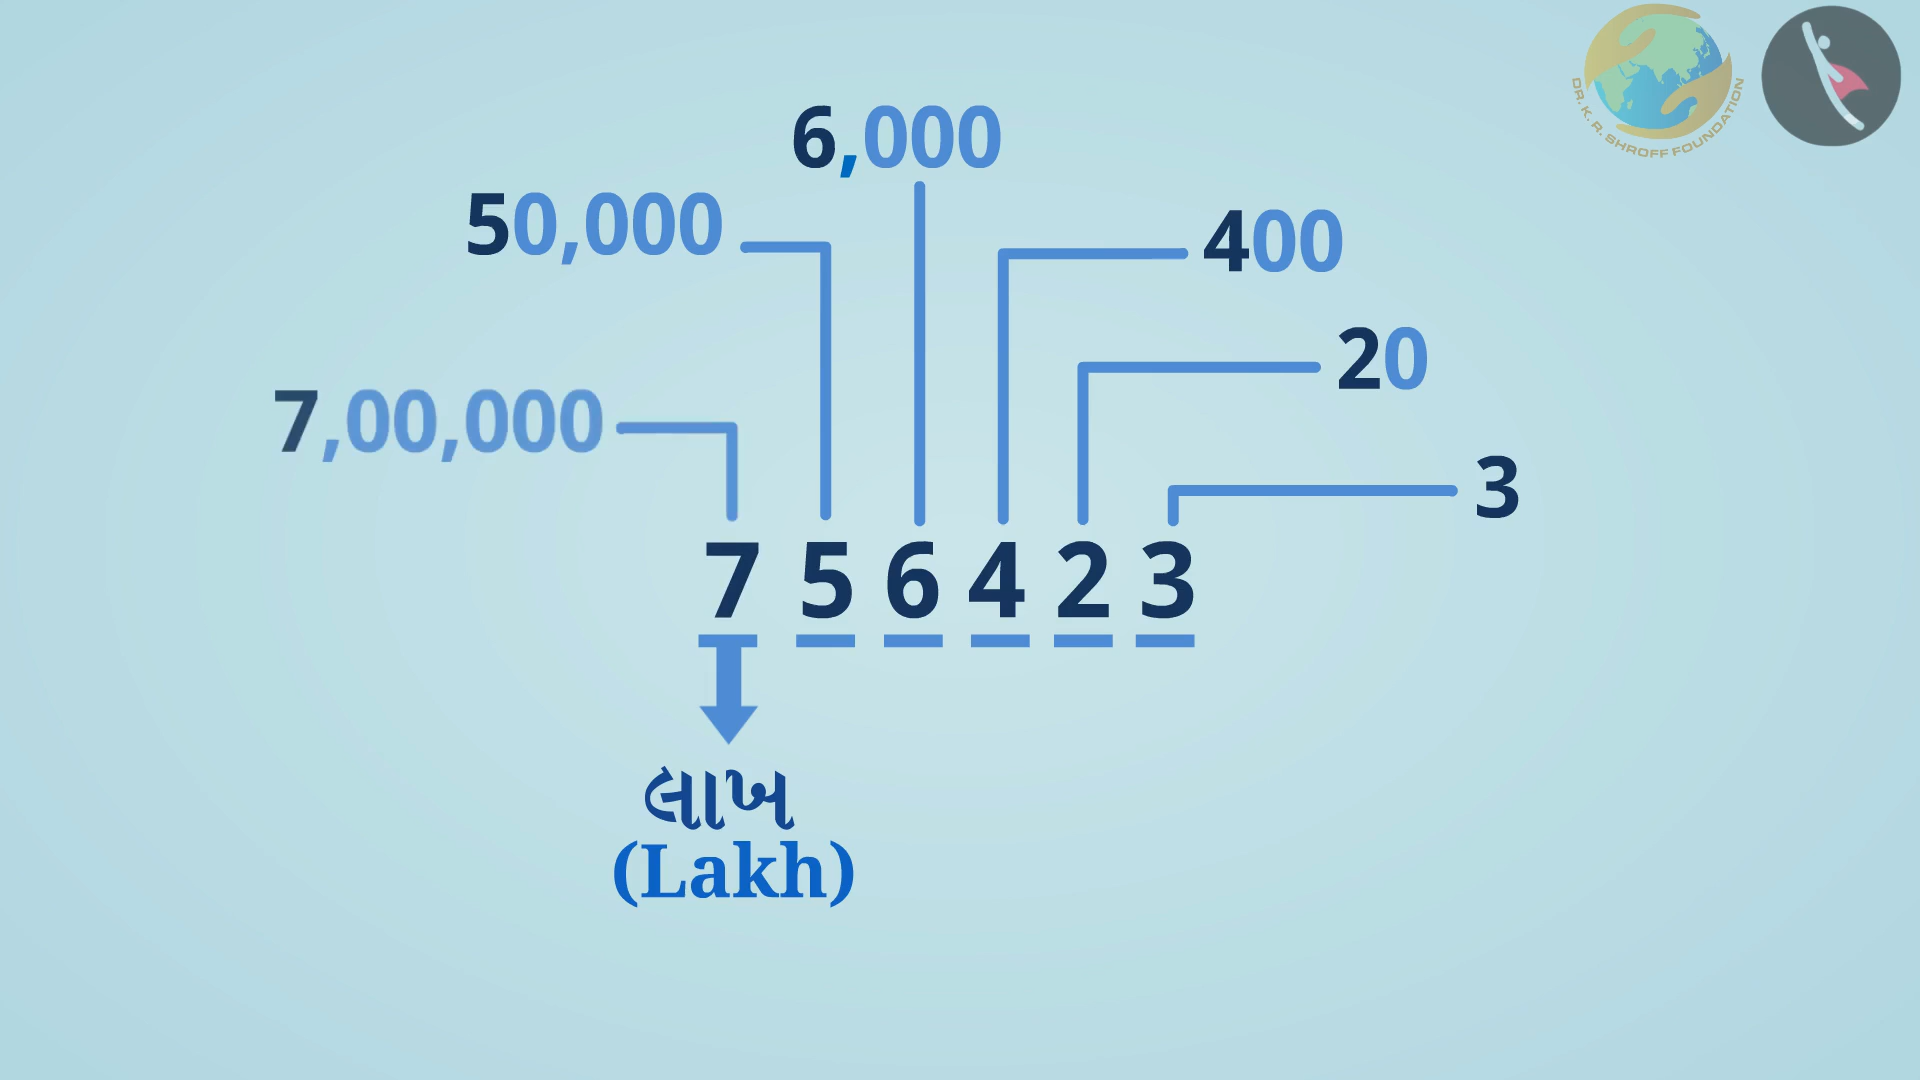 DR. K. R. SHROFF FOUNDATION
6,000
50,000
400
20
7,00,000
3
7 5 6 4 2 3
લાખ
(Lakh)